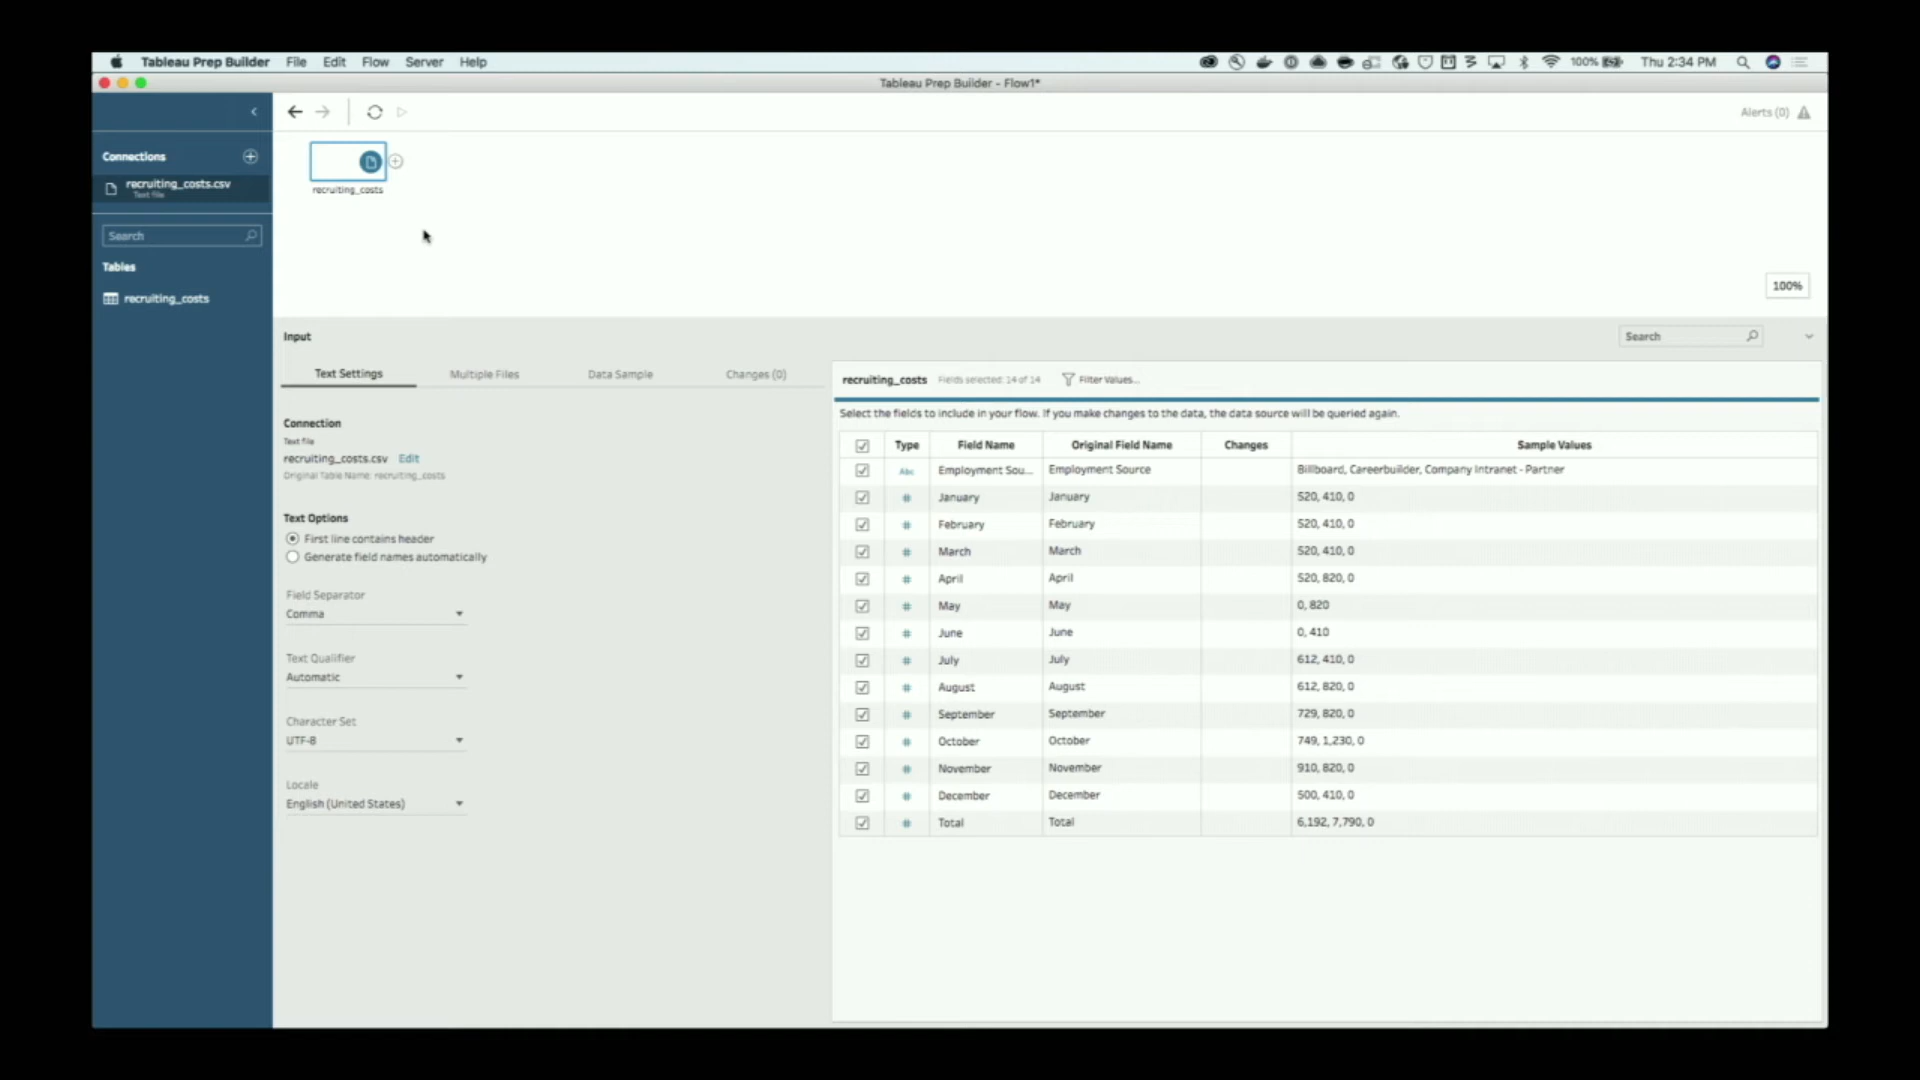 Tableau Prep Builder File Edit Flow Server Help 100% Thu 2:34 PM
Tableau Prep Builder - Flow1*
Alerts (0)
Connections
recruiting_costs.csv
Text file
Search
Tables
recruiting_costs
recruiting_costs
100%
Input
Search
Text Settings Multiple Files Data Sample Changes (0)
Connection
Text file
recruiting_costs.csv Edit
Original Table Name: recruiting_costs
Text Options
First line contains header
Generate field names automatically
Field Separator
Comma
Text Qualifier
Automatic
Character Set
UTF-8
Locale
English (United States)
recruiting_costs Fields selected: 14 of 14 Filter Values...
Select the fields to include in your flow. If you make changes to the data, the data source will be queried again.
Type Field Name Original Field Name Changes Sample Values
Abc Employment Sou... Employment Source Billboard, Careerbuilder, Company Intranet - Partner
# January January 520, 410, 0
# February February 520, 410, 0
# March March 520, 410, 0
# April April 520, 820, 0
# May May 0, 820
# June June 0, 410
# July July 612, 410, 0
# August August 612, 820, 0
# September September 729, 820, 0
# October October 749, 1,230, 0
# November November 910, 820, 0
# December December 500, 410, 0
# Total Total 6,192, 7,790, 0